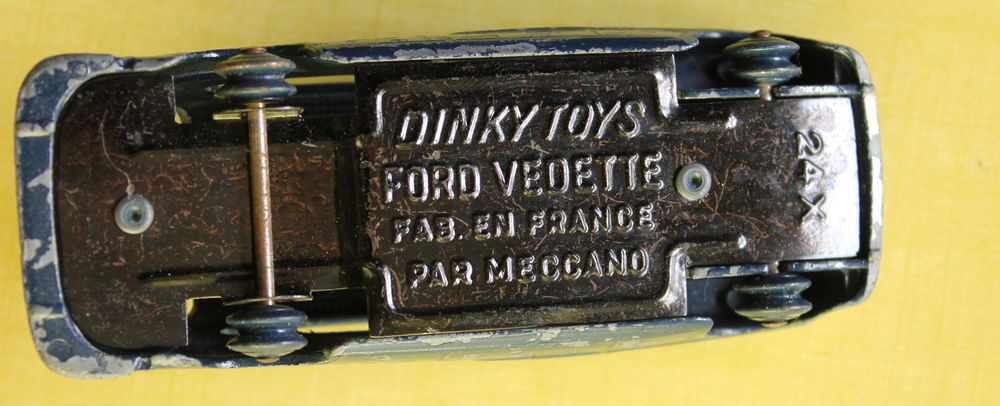 DINKY TOYS
FORD VEDETTE
FAB. EN FRANCE
PAR MECCANO
24 X